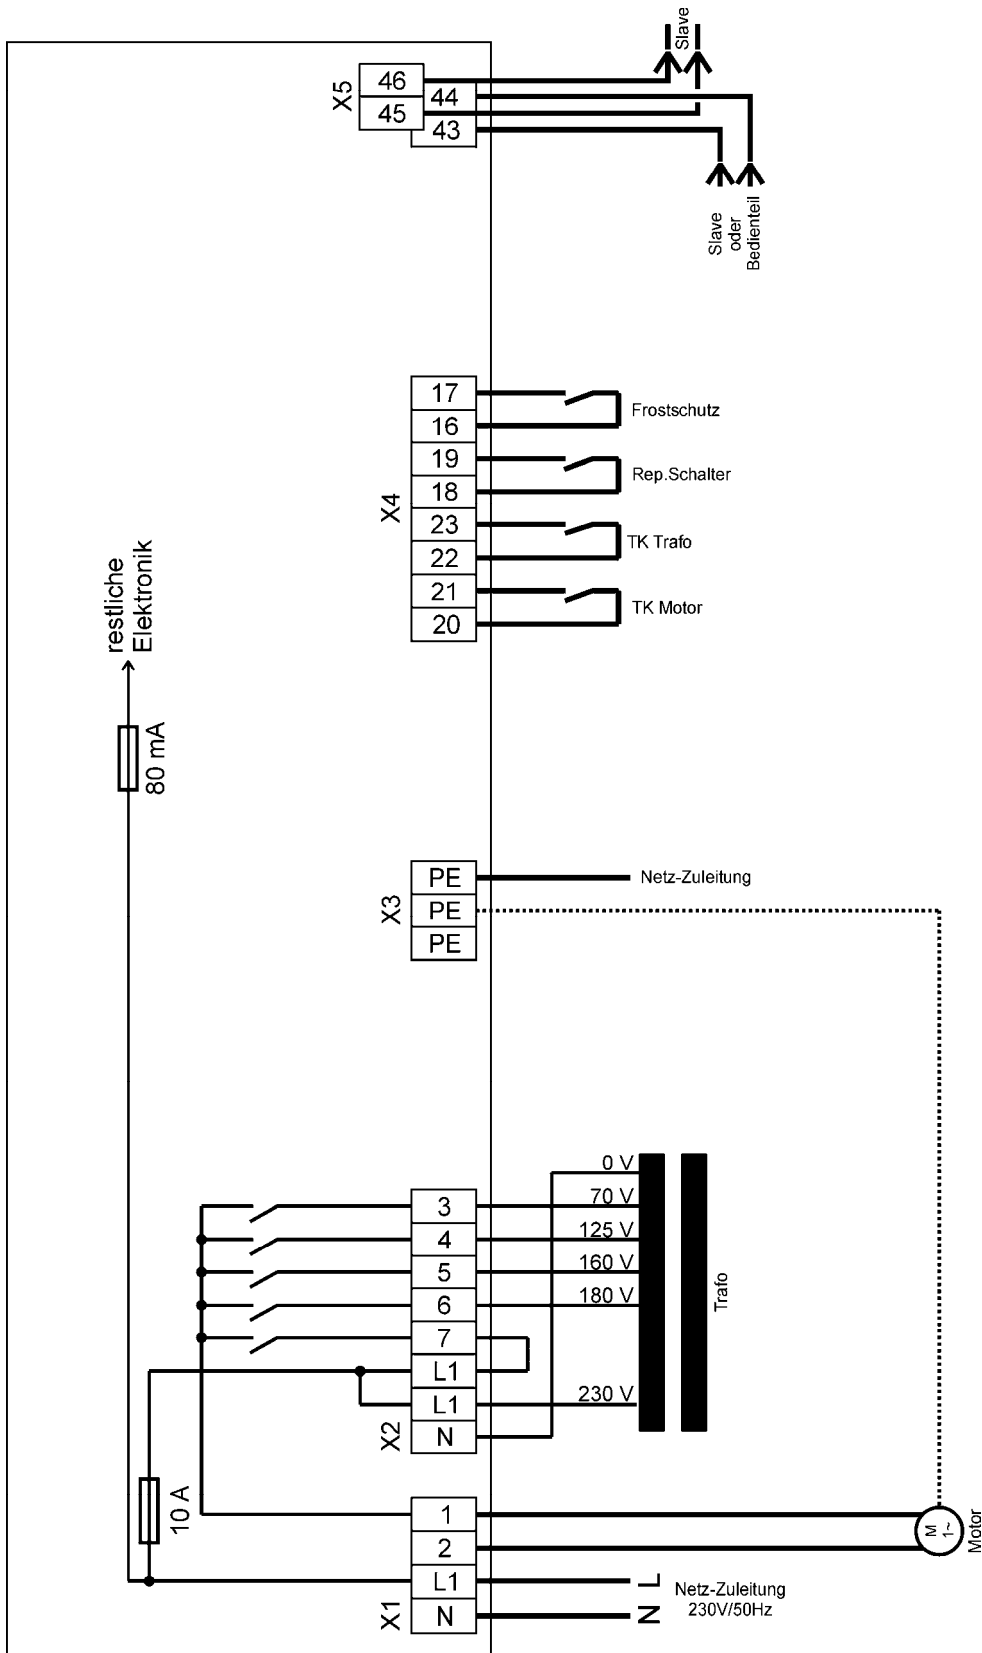 Slave
X5
46
44
45
43
Slave
oder
Bedienteil
X4
17
16
19
18
23
22
21
20
Frostschutz
Rep.Schalter
TK Trafo
TK Motor
restliche
Elektronik
80 mA
X3
PE
PE
PE
Netz-Zuleitung
0 V
70 V
125 V
160 V
180 V
230 V
Trafo
X2
3
4
5
6
7
L1
L1
N
10 A
X1
1
2
L1
N
M
1~
Motor
L
N
Netz-Zuleitung
230V/50Hz